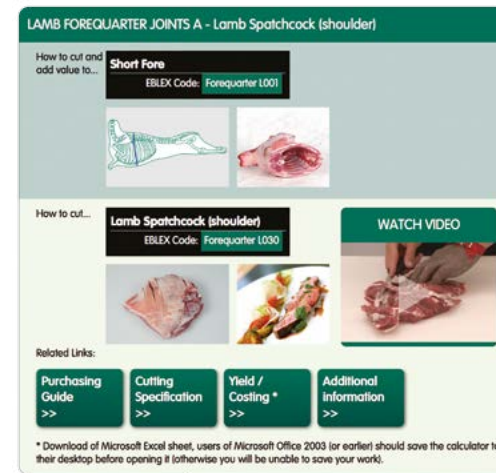 LAMB FOREQUARTER JOINTS A - Lamb Spatchcock (shoulder)
How to cut and
add value to...
Short Fore
EBLEX Code: Forequarter L001
How to cut...
Lamb Spatchcock (shoulder)
EBLEX Code: Forequarter L030
WATCH VIDEO
Related Links:
Purchasing
Guide
>>
Cutting
Specification
>>
Yield /
Costing *
>>
Additional
information
>>
* Download of Microsoft Excel sheet, users of Microsoft Office 2003 (or earlier) should save the calculator to
their desktop before opening it (otherwise you will be unable to save your work).